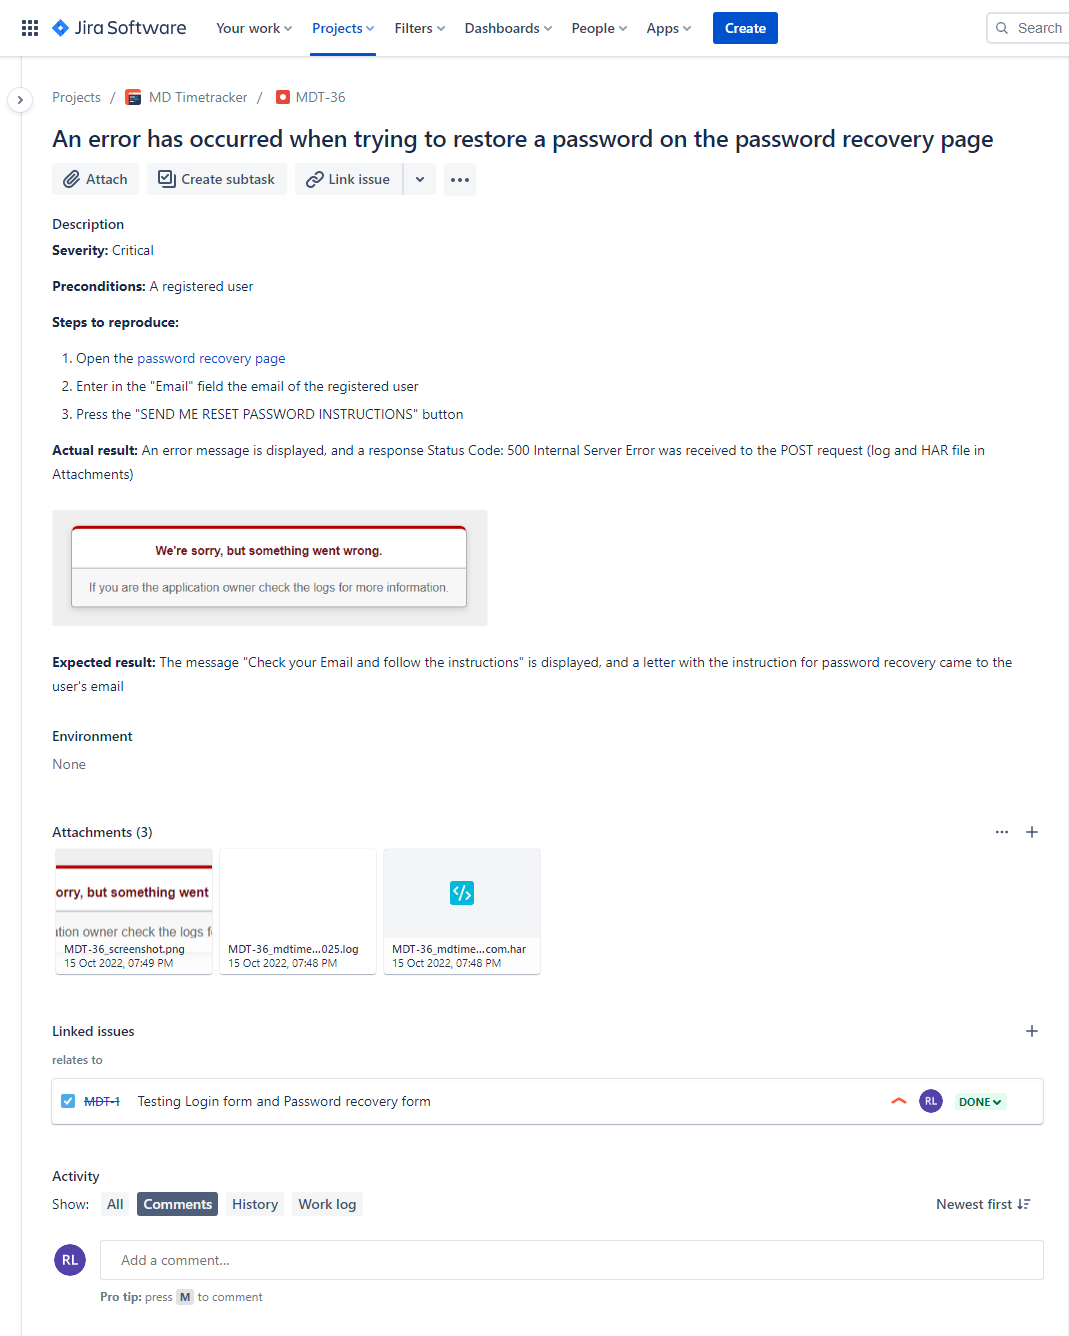 Jira Software Your work Projects Filters Dashboards People Apps Create Search
Projects / MD Timetracker / MDT-36
An error has occurred when trying to restore a password on the password recovery page
Attach Create subtask Link issue
Description
Severity: Critical
Preconditions: A registered user
Steps to reproduce:
1. Open the password recovery page
2. Enter in the "Email" field the email of the registered user
3. Press the "SEND ME RESET PASSWORD INSTRUCTIONS" button
Actual result: An error message is displayed, and a response Status Code: 500 Internal Server Error was received to the POST request (log and HAR file in
Attachments)
We're sorry, but something went wrong.
If you are the application owner check the logs for more information.
Expected result: The message "Check your Email and follow the instructions" is displayed, and a letter with the instruction for password recovery came to the
user's email
Environment
None
Attachments (3)
orry, but something went
tion owner check the logs f
MDT-36_screenshot.png
15 Oct 2022, 07:49 PM
MDT-36_mdtime...025.log
15 Oct 2022, 07:48 PM
MDT-36_mdtime...com.har
15 Oct 2022, 07:48 PM
Linked issues
relates to
MDT-1 Testing Login form and Password recovery form RL DONE
Activity
Show: All Comments History Work log Newest first
RL Add a comment...
Pro tip: press M to comment